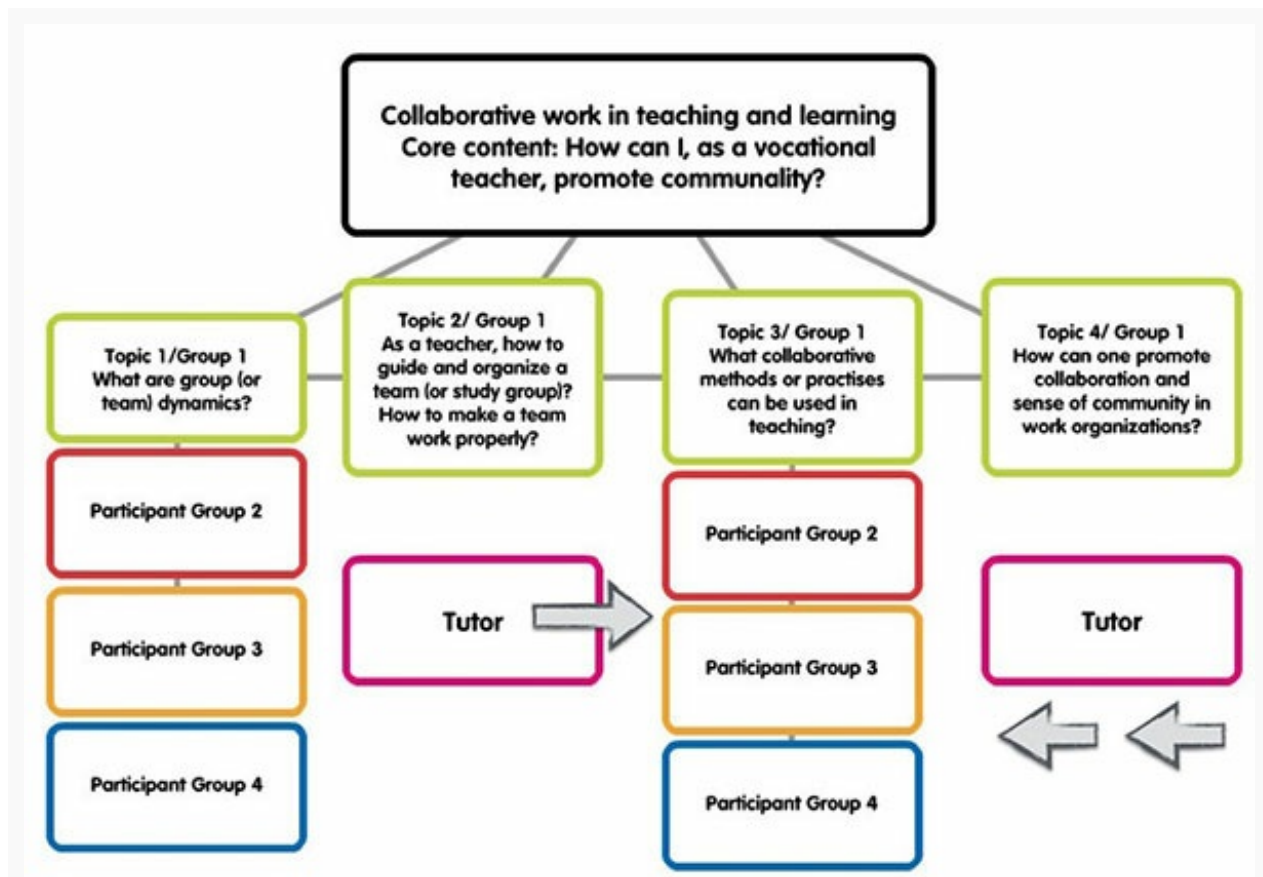 Collaborative work in teaching and learning
Core content: How can I, as a vocational
teacher, promote communality?
Topic 1/Group 1
What are group (or
team) dynamics?
Topic 2/ Group 1
As a teacher, how to
guide and organize a
team (or study group)?
How to make a team
work properly?
Topic 3/ Group 1
What collaborative
methods or practises
can be used in
teaching?
Topic 4/ Group 1
How can one promote
collaboration and
sense of community in
work organizations?
Participant Group 2
Participant Group 3
Participant Group 4
Tutor
Participant Group 2
Participant Group 3
Participant Group 4
Tutor